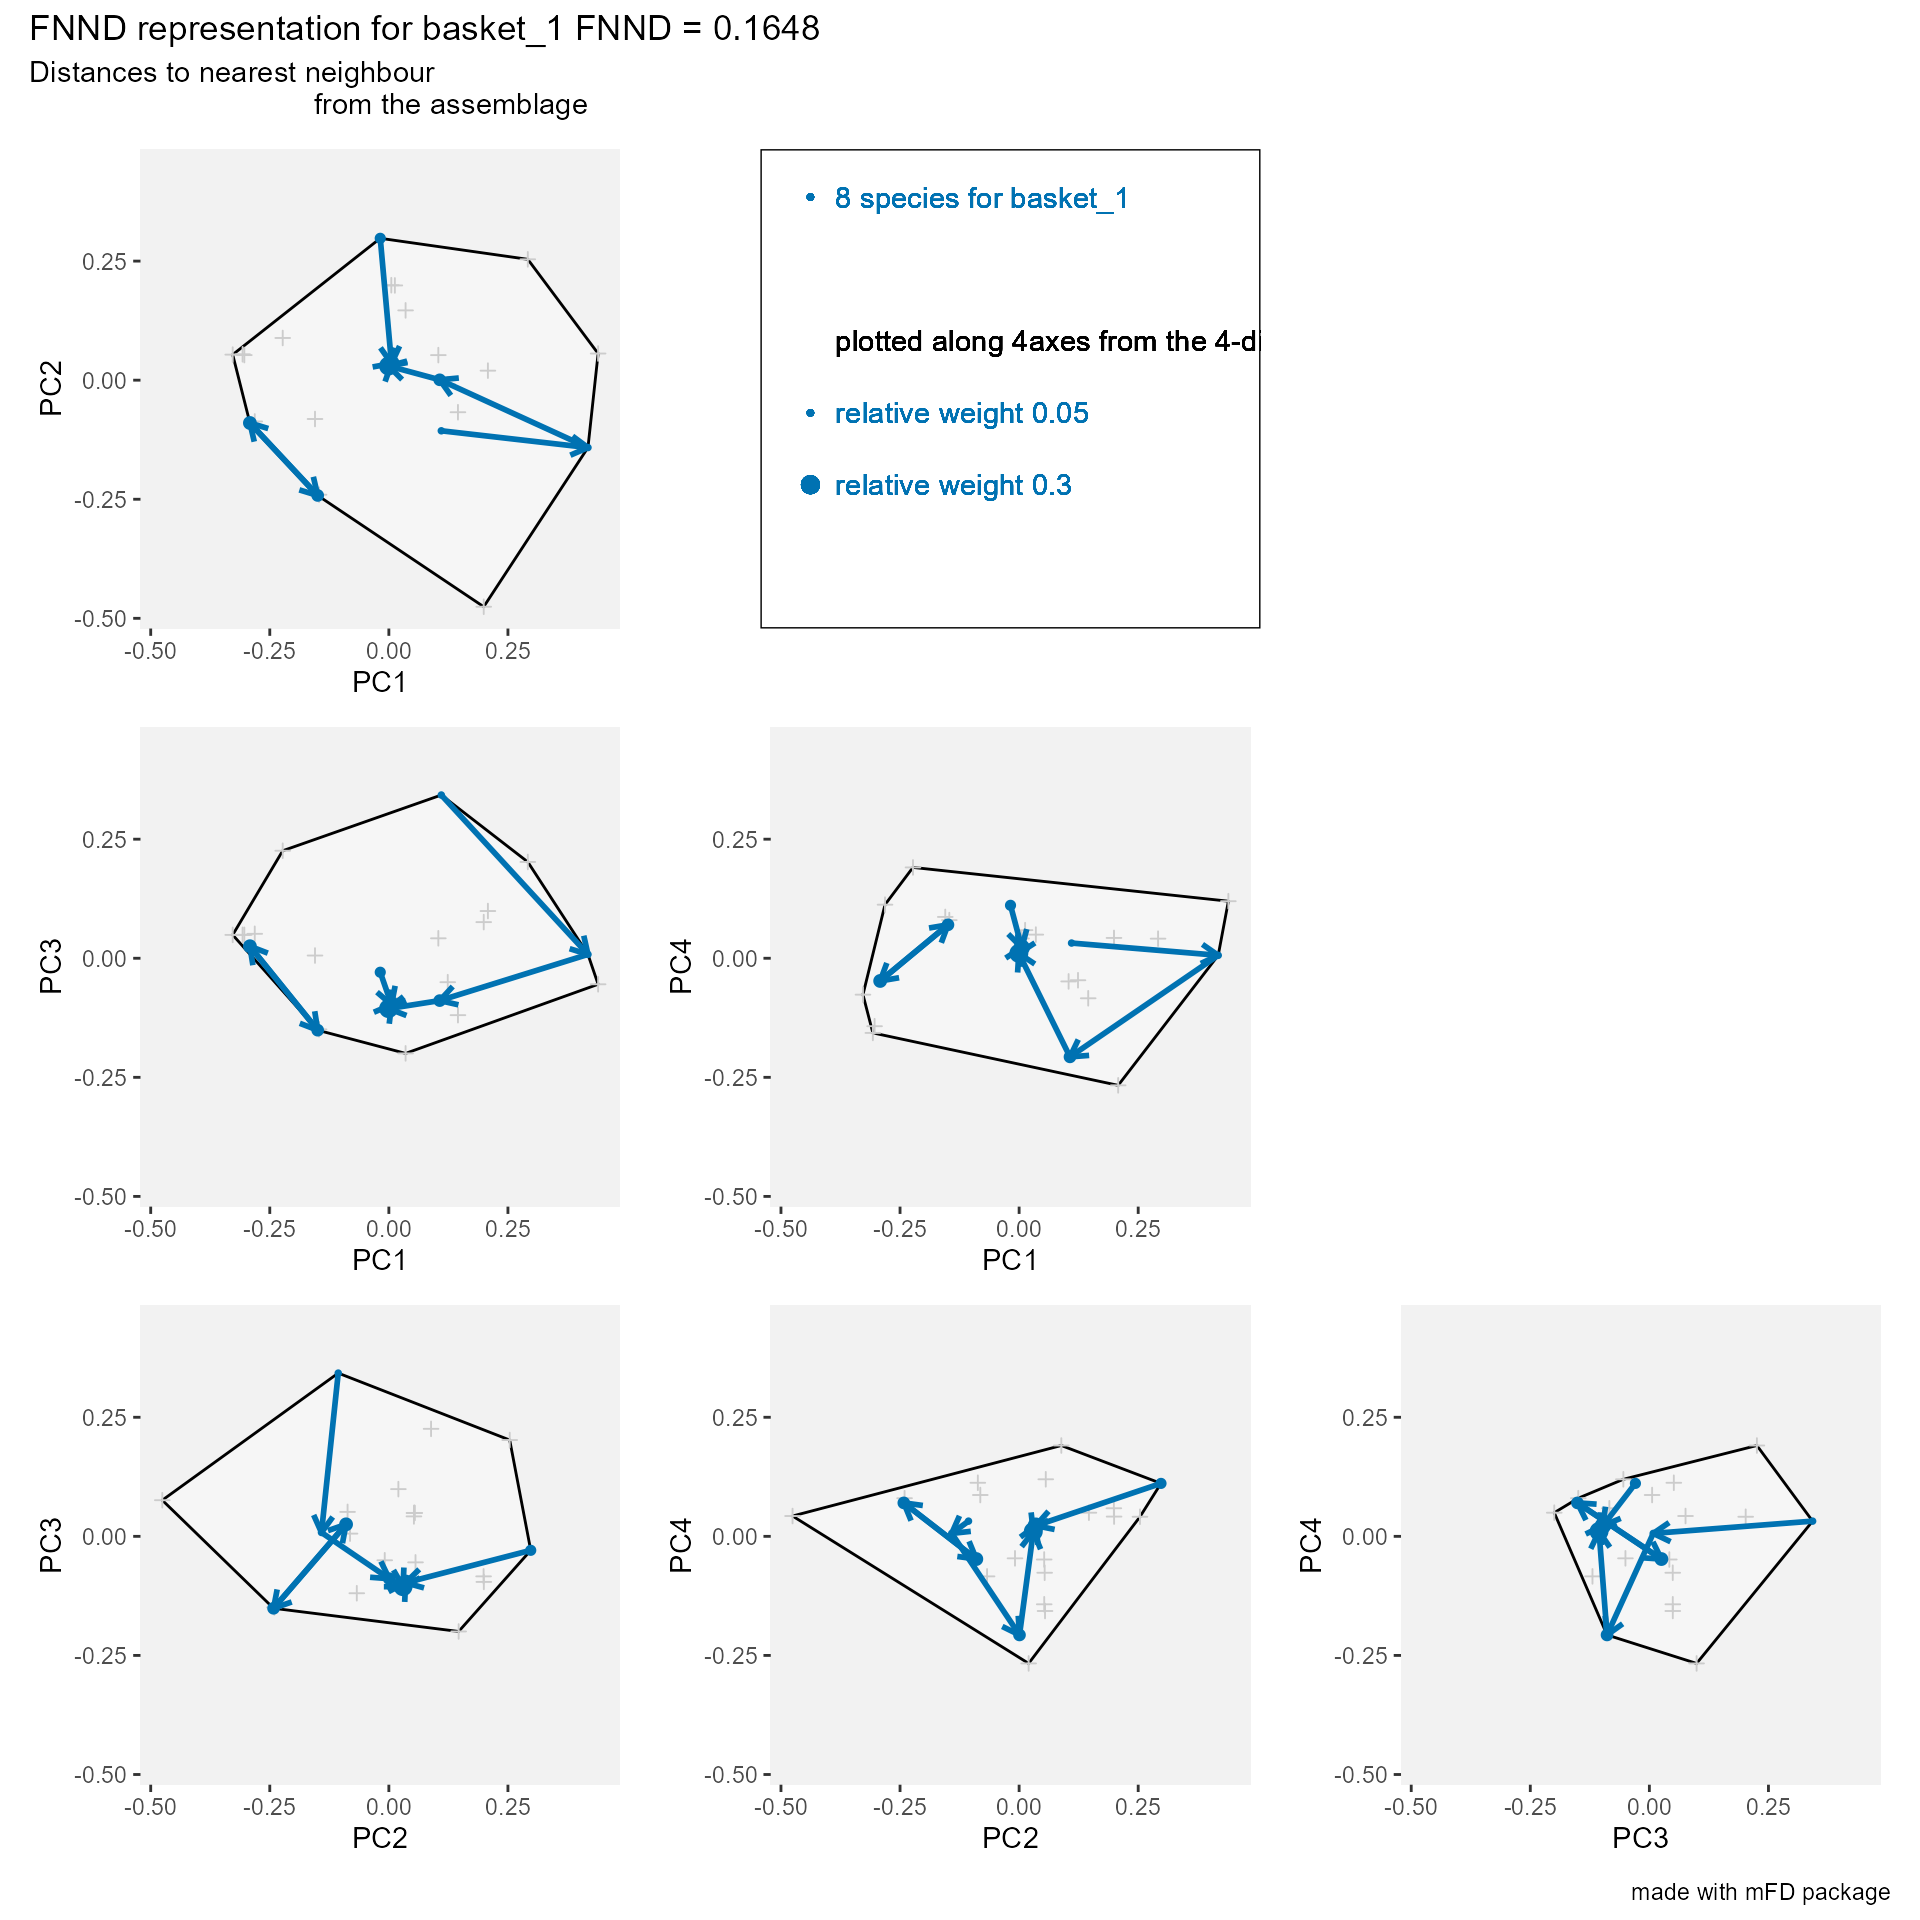 FNND representation for basket_1 FNND = 0.1648
Distances to nearest neighbour
from the assemblage
0.25
0.00
-0.25
-0.50
PC2
-0.50 -0.25 0.00 0.25
PC1
8 species for basket_1
plotted along 4axes from the 4-di
relative weight 0.05
relative weight 0.3
0.25
0.00
-0.25
-0.50
PC3
-0.50 -0.25 0.00 0.25
PC1
0.25
0.00
-0.25
-0.50
PC4
-0.50 -0.25 0.00 0.25
PC1
0.25
0.00
-0.25
-0.50
PC3
-0.50 -0.25 0.00 0.25
PC2
0.25
0.00
-0.25
-0.50
PC4
-0.50 -0.25 0.00 0.25
PC2
0.25
0.00
-0.25
-0.50
PC4
-0.50 -0.25 0.00 0.25
PC3
made with mFD package